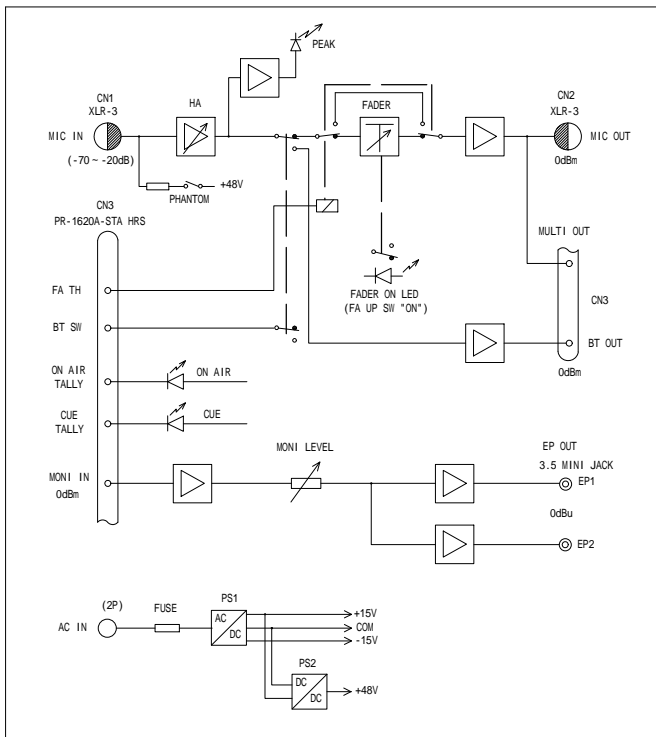 PEAK
CN1
XLR-3
HA
FADER
CN2
XLR-3
MIC IN
MIC OUT
(-70 ~ -20dB)
0dBm
+48V
PHANTOM
CN3
PR-1620A-STA HRS
MULTI OUT
FA TH
FADER ON LED
(FA UP SW "ON")
CN3
BT SW
BT OUT
ON AIR
TALLY
ON AIR
0dBm
CUE
TALLY
CUE
MONI LEVEL
EP OUT
3.5 MINI JACK
MONI IN
0dBm
EP1
0dBu
EP2
(2P)
FUSE
PS1
AC IN
AC
DC
+15V
COM
-15V
PS2
DC
DC
+48V